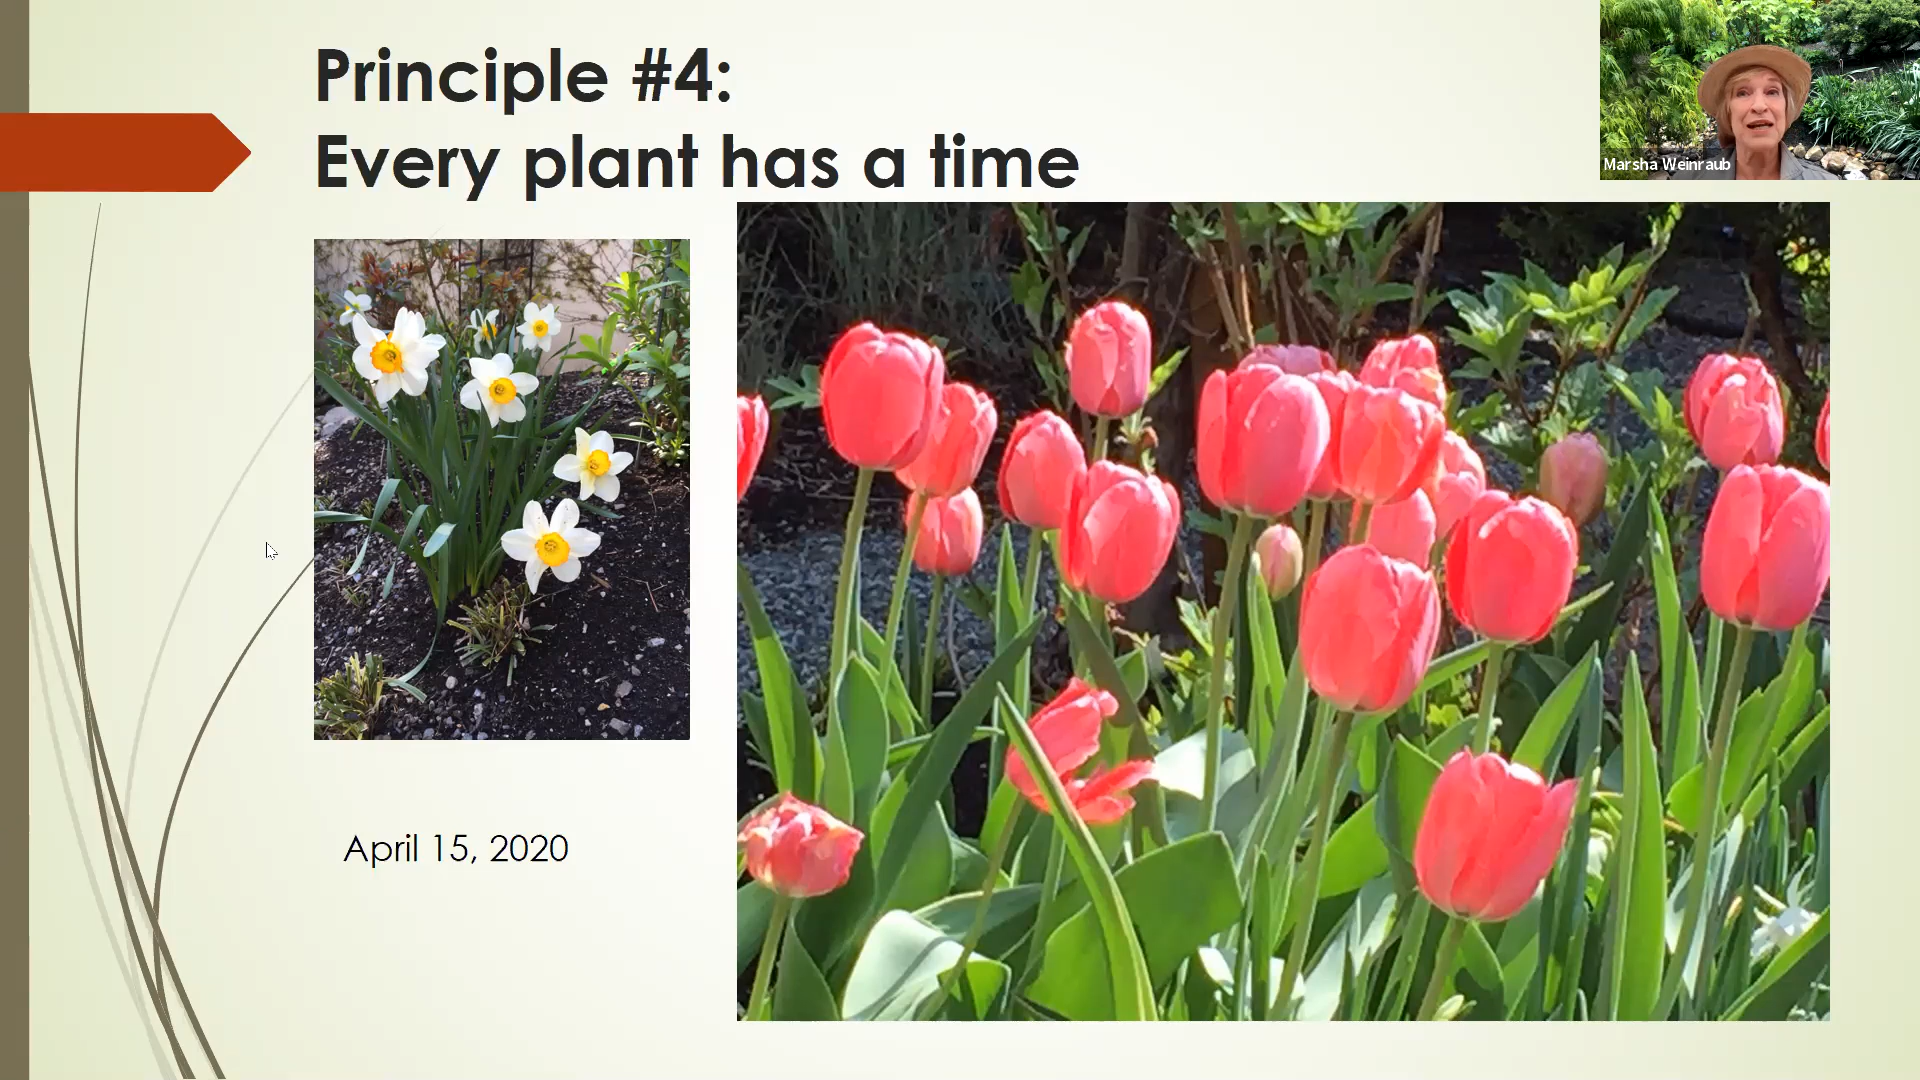 Principle #4:
Every plant has a time
Marsha Weinraub
April 15, 2020